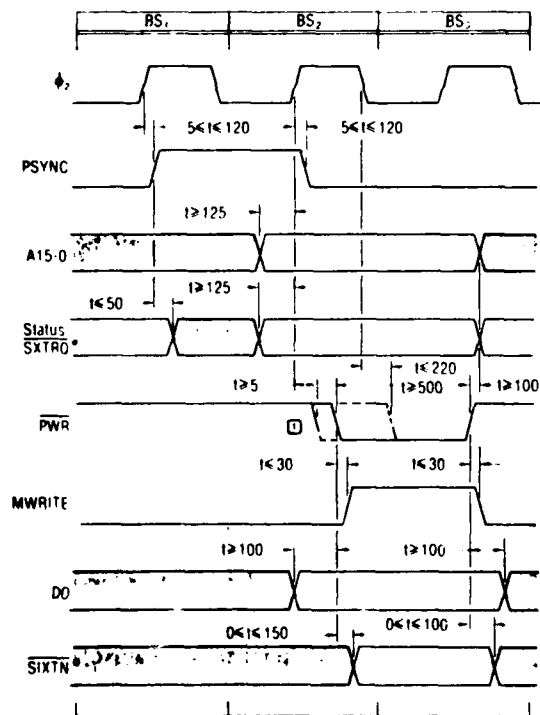 BS₁ BS₂ BS₃
ϕ₂
5≤t≤120 5≤t≤120
PSYNC
t≥125
A15-0
t≤50 t≥125
Status
SXTRQ*
t≤220
t≥5 t≥500 t≥100
PWR
1
t≤30 t≤30
MWRITE
t≥100 t≥100
DO
0≤t≤150 0≤t≤100
SIXTN*